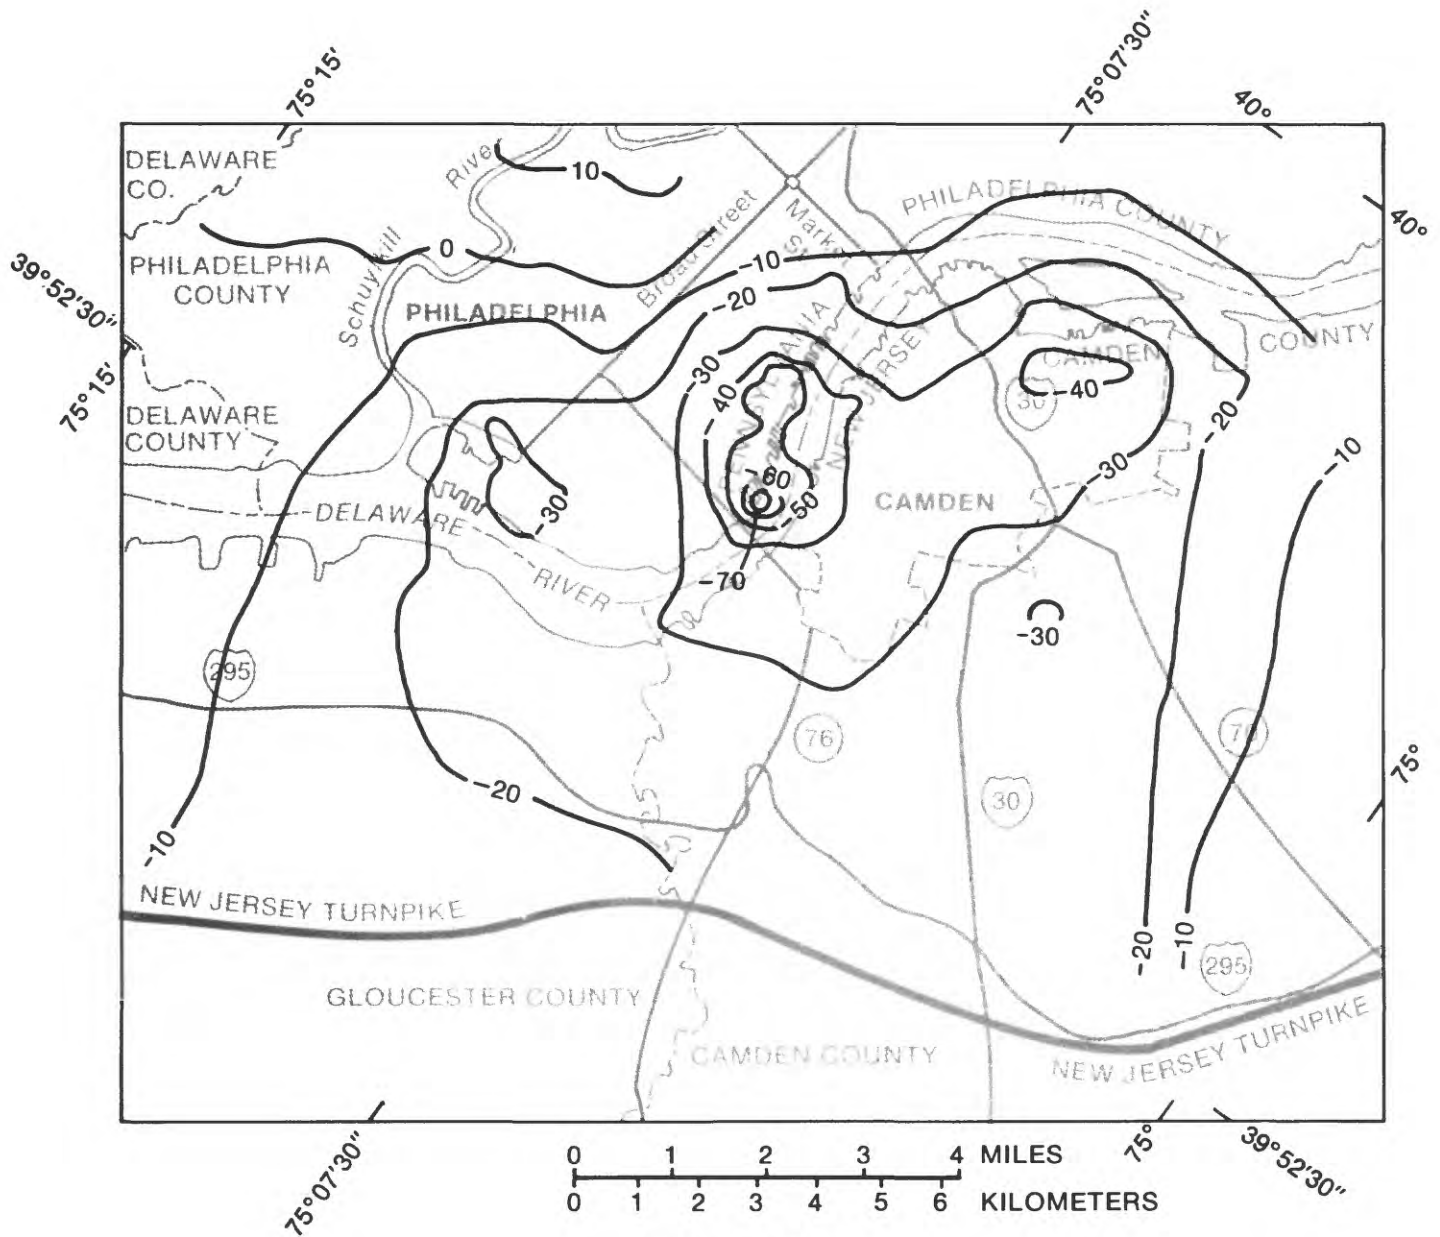 75°15'
75°07'30"
40°
DELAWARE
CO.
River
10
PHILADELPHIA COUNTY
40°
Schuylkill
0
Broad Street
Market
St
-10
39°52'30"
PHILADELPHIA
COUNTY
PHILADELPHIA
-20
COUNTY
75°15'
-30
PENNSYLVANIA
NEW JERSEY
CAMDEN
-40
30
-40
-20
DELAWARE
COUNTY
-10
-60
-30
-30
-50
CAMDEN
DELAWARE
RIVER
-70
-30
295
76
76
75°
-20
30
-10
NEW JERSEY TURNPIKE
-20
-10
295
GLOUCESTER COUNTY
CAMDEN COUNTY
NEW JERSEY TURNPIKE
75°07'30"
75°
39°52'30"
0 1 2 3 4 MILES
0 1 2 3 4 5 6 KILOMETERS